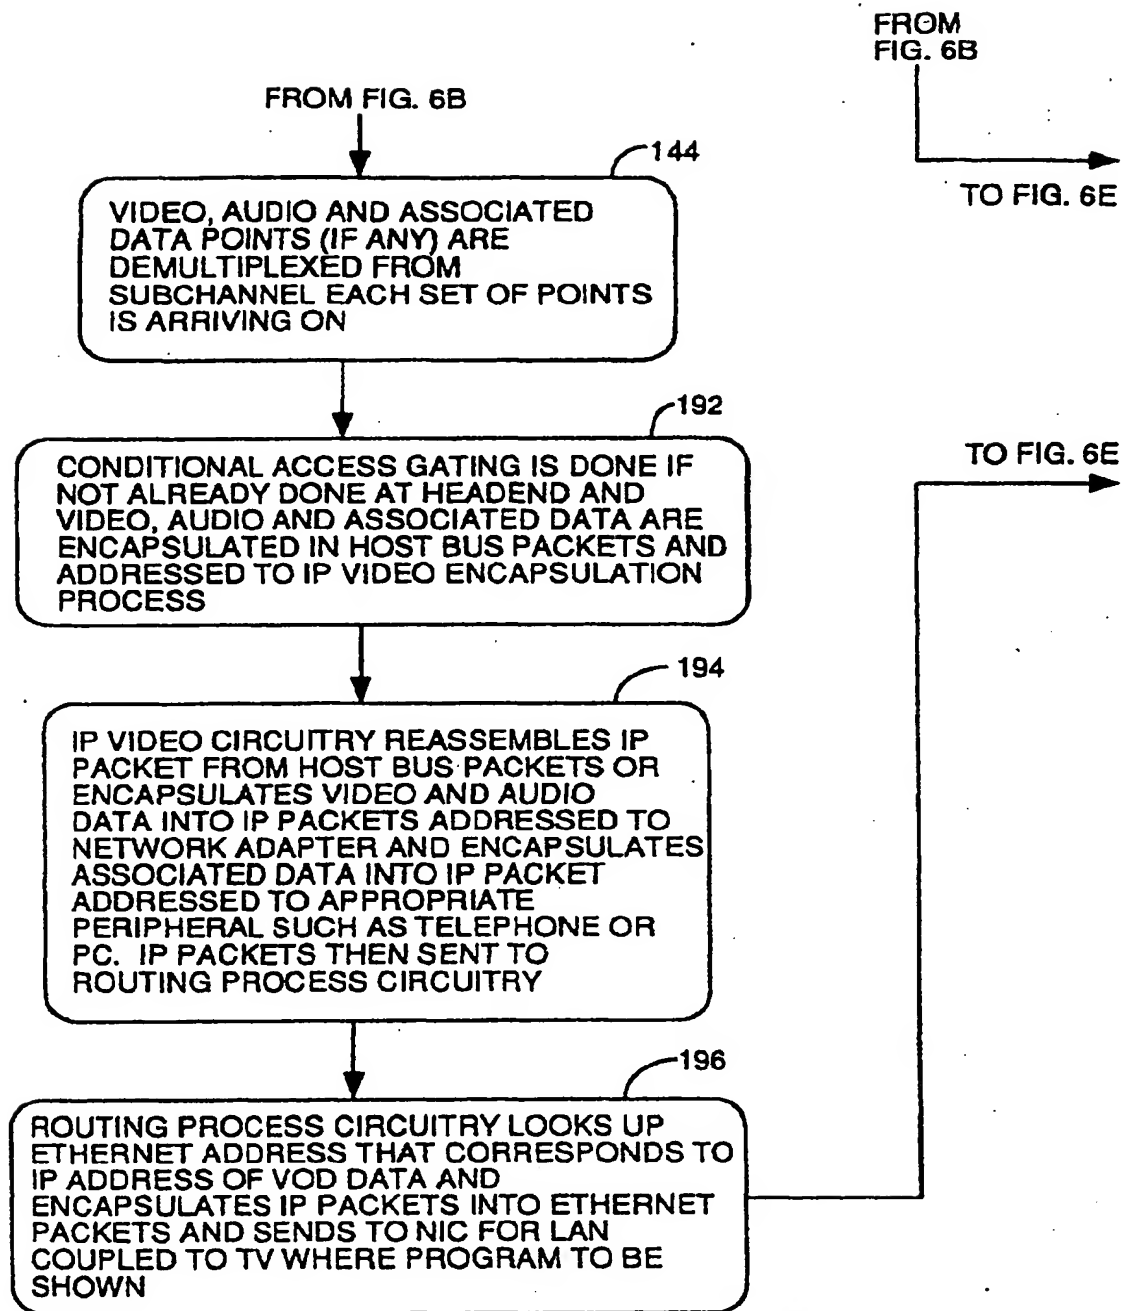 FROM
FIG. 6B
FROM FIG. 6B
144
TO FIG. 6E
VIDEO, AUDIO AND ASSOCIATED
DATA POINTS (IF ANY) ARE
DEMULTIPLEXED FROM
SUBCHANNEL EACH SET OF POINTS
IS ARRIVING ON
192
TO FIG. 6E
CONDITIONAL ACCESS GATING IS DONE IF
NOT ALREADY DONE AT HEADEND AND
VIDEO, AUDIO AND ASSOCIATED DATA ARE
ENCAPSULATED IN HOST BUS PACKETS AND
ADDRESSED TO IP VIDEO ENCAPSULATION
PROCESS
194
IP VIDEO CIRCUITRY REASSEMBLES IP
PACKET FROM HOST BUS PACKETS OR
ENCAPSULATES VIDEO AND AUDIO
DATA INTO IP PACKETS ADDRESSED TO
NETWORK ADAPTER AND ENCAPSULATES
ASSOCIATED DATA INTO IP PACKET
ADDRESSED TO APPROPRIATE
PERIPHERAL SUCH AS TELEPHONE OR
PC. IP PACKETS THEN SENT TO
ROUTING PROCESS CIRCUITRY
196
ROUTING PROCESS CIRCUITRY LOOKS UP
ETHERNET ADDRESS THAT CORRESPONDS TO
IP ADDRESS OF VOD DATA AND
ENCAPSULATES IP PACKETS INTO ETHERNET
PACKETS AND SENDS TO NIC FOR LAN
COUPLED TO TV WHERE PROGRAM TO BE
SHOWN